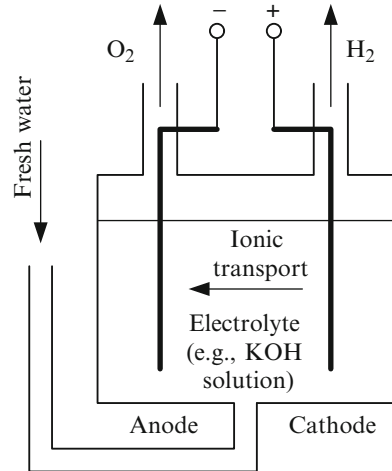 − +
O₂ H₂
Fresh water
Ionic
transport
Electrolyte
(e.g., KOH
solution)
Anode Cathode